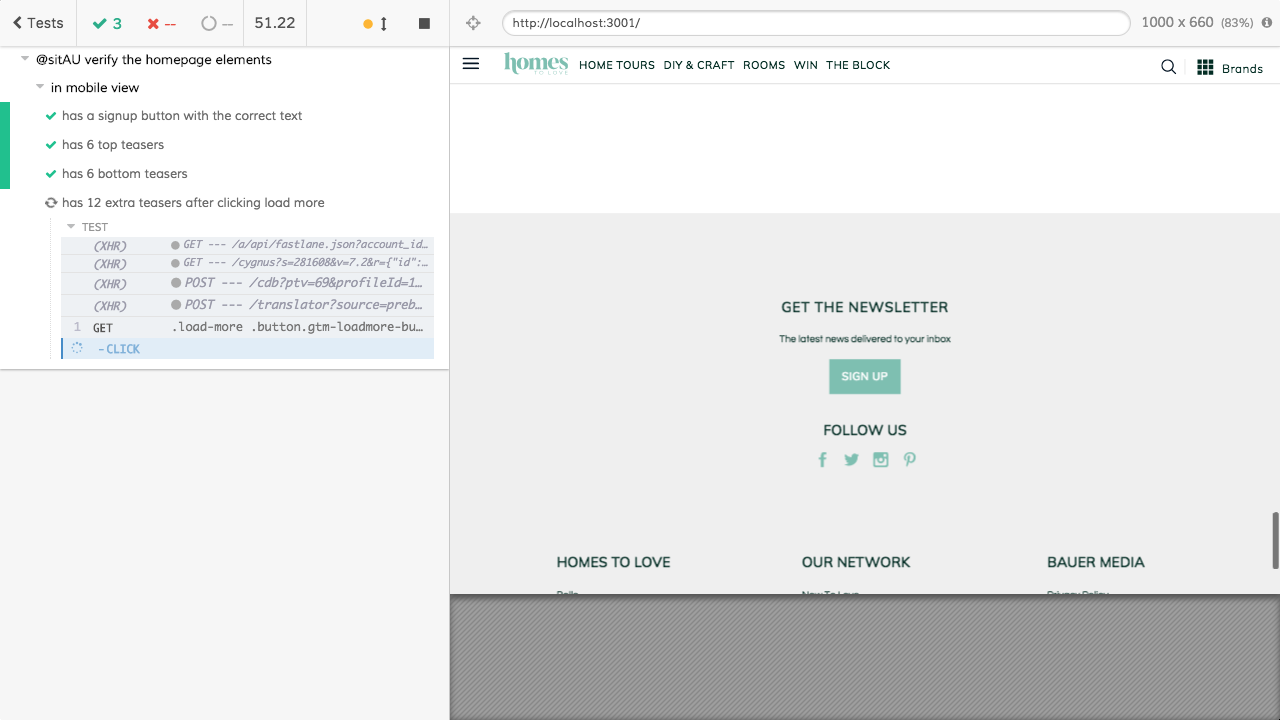 Tests
3
--
--
51.22
http://localhost:3001/
1000 x 660 (83%)
@sitAU verify the homepage elements
in mobile view
has a signup button with the correct text
has 6 top teasers
has 6 bottom teasers
has 12 extra teasers after clicking load more
TEST
(XHR) GET --- /a/api/fastlane.json?account_id…
(XHR) GET --- /cygnus?s=281608&v=7.2&r={"id":…
(XHR) POST --- /cdb?ptv=69&profileId=1…
(XHR) POST --- /translator?source=preb…
1 GET .load-more .button.gtm-loadmore-bu…
-CLICK
homes
TO LOVE
HOME TOURS DIY & CRAFT ROOMS WIN THE BLOCK
Brands
GET THE NEWSLETTER
The latest news delivered to your inbox
SIGN UP
FOLLOW US
HOMES TO LOVE OUR NETWORK BAUER MEDIA
New To Love Privacy Policy